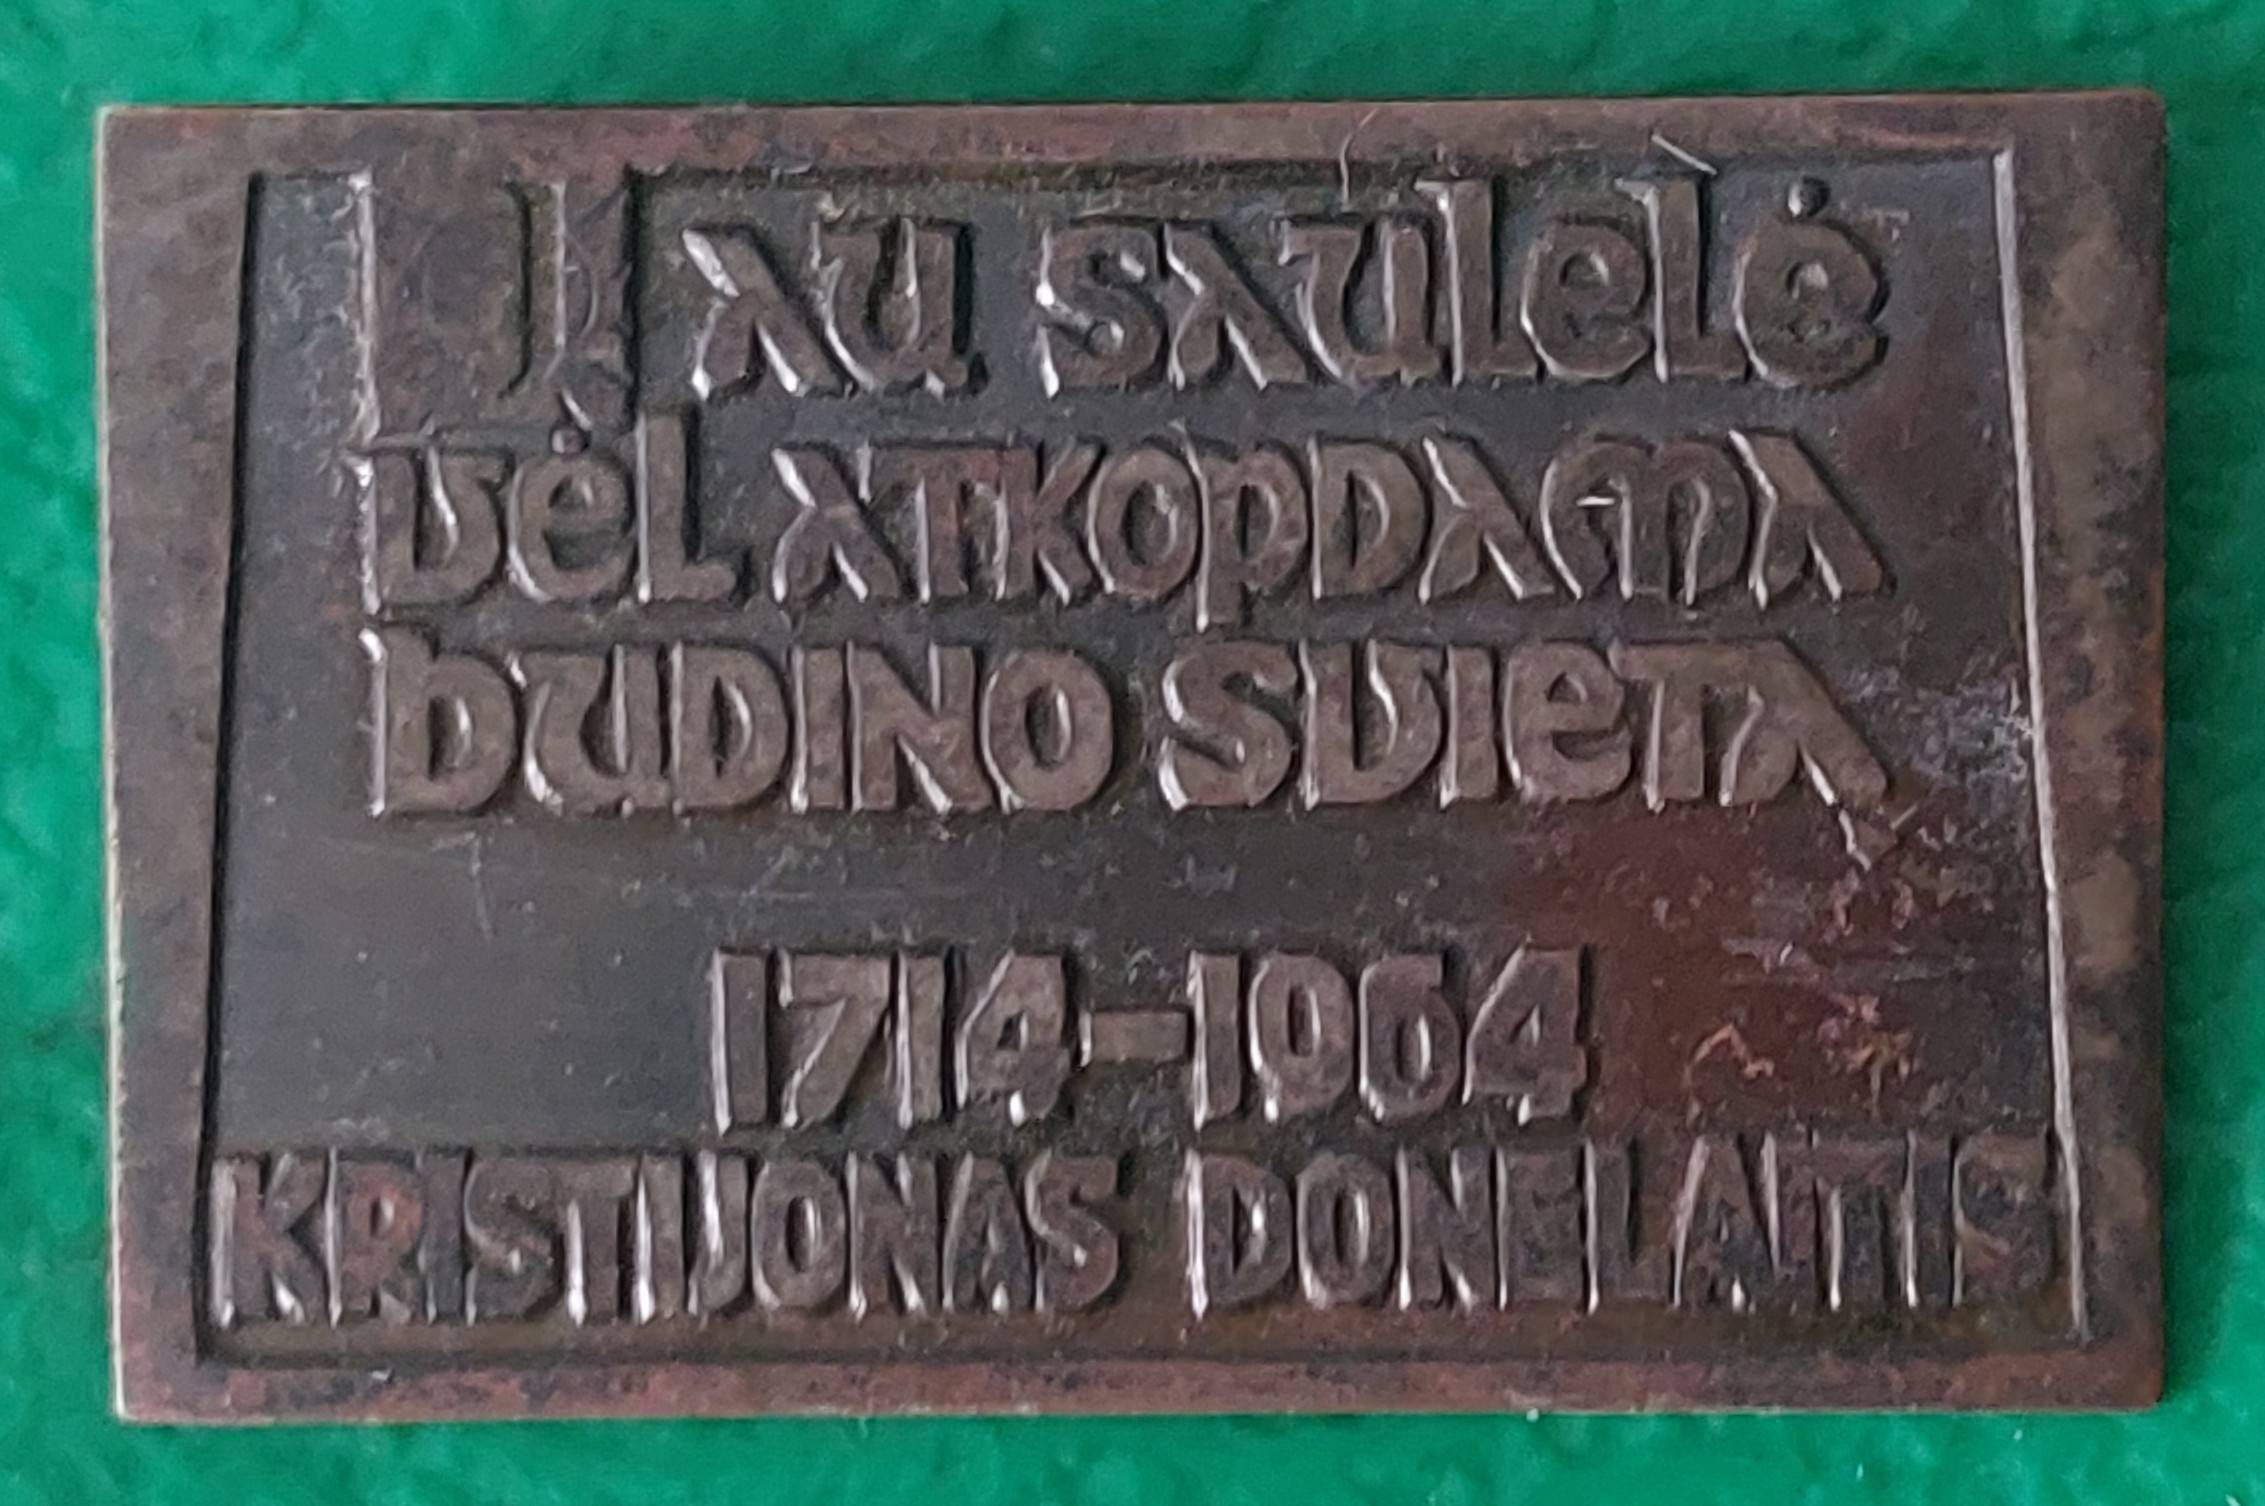 Jau saulelė
vėl atkopdama
budino svietą
1714–1964
KRISTIJONAS DONELAITIS